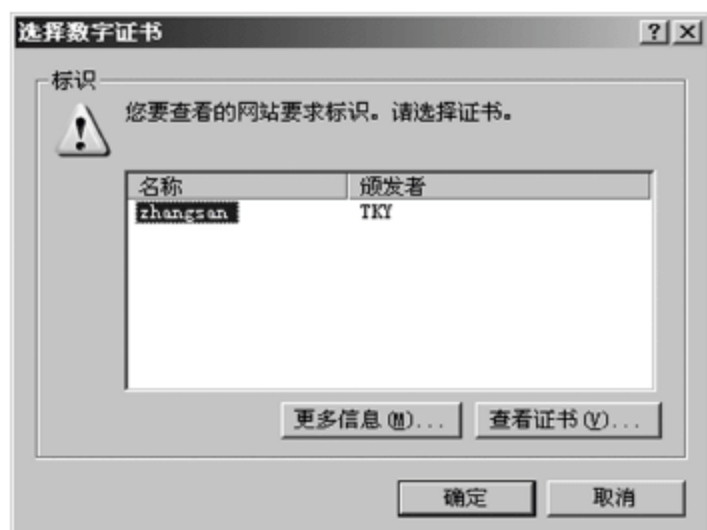 选择数字证书
标识
您要查看的网站要求标识。请选择证书。
名称 颁发者
zhangsan TKY
更多信息(M)... 查看证书(V)...
确定 取消